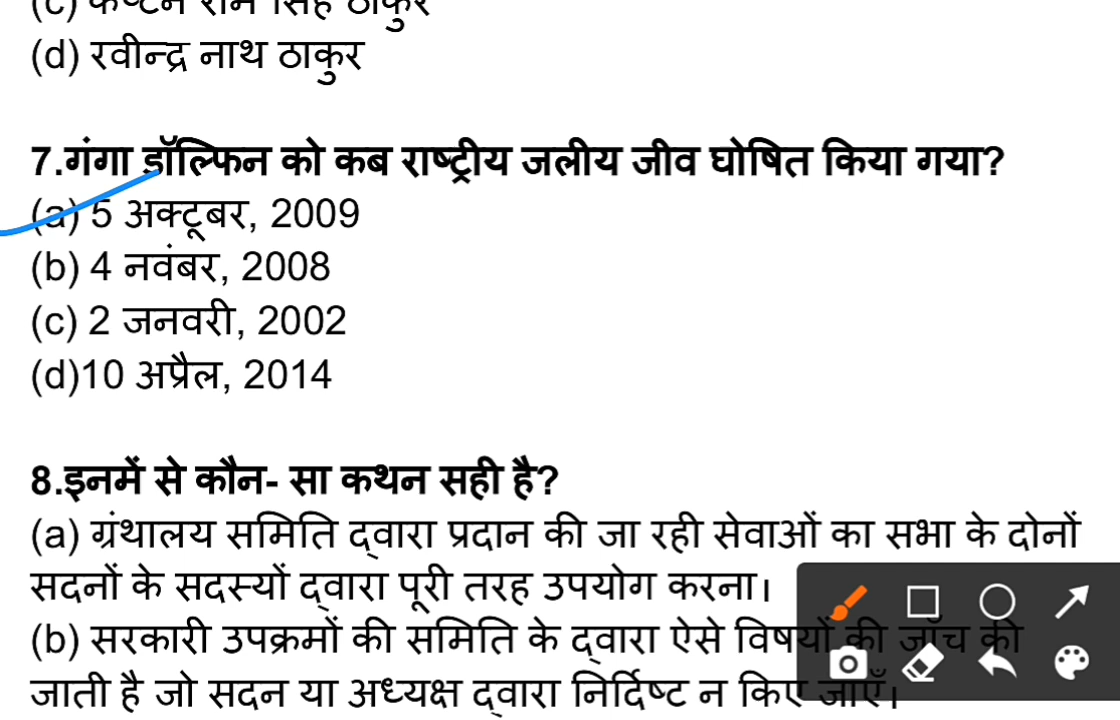 (c) कैप्टन राम सिंह ठाकुर
(d) रवीन्द्र नाथ ठाकुर
7.गंगा डॉल्फिन को कब राष्ट्रीय जलीय जीव घोषित किया गया?
(a) 5 अक्टूबर, 2009
(b) 4 नवंबर, 2008
(c) 2 जनवरी, 2002
(d)10 अप्रैल, 2014
8.इनमें से कौन- सा कथन सही है?
(a) ग्रंथालय समिति द्वारा प्रदान की जा रही सेवाओं का सभा के दोनों
सदनों के सदस्यों द्वारा पूरी तरह उपयोग करना।
(b) सरकारी उपक्रमों की समिति के द्वारा ऐसे विषयों की जाँच की
जाती है जो सदन या अध्यक्ष द्वारा निर्दिष्ट न किए जाएँ।